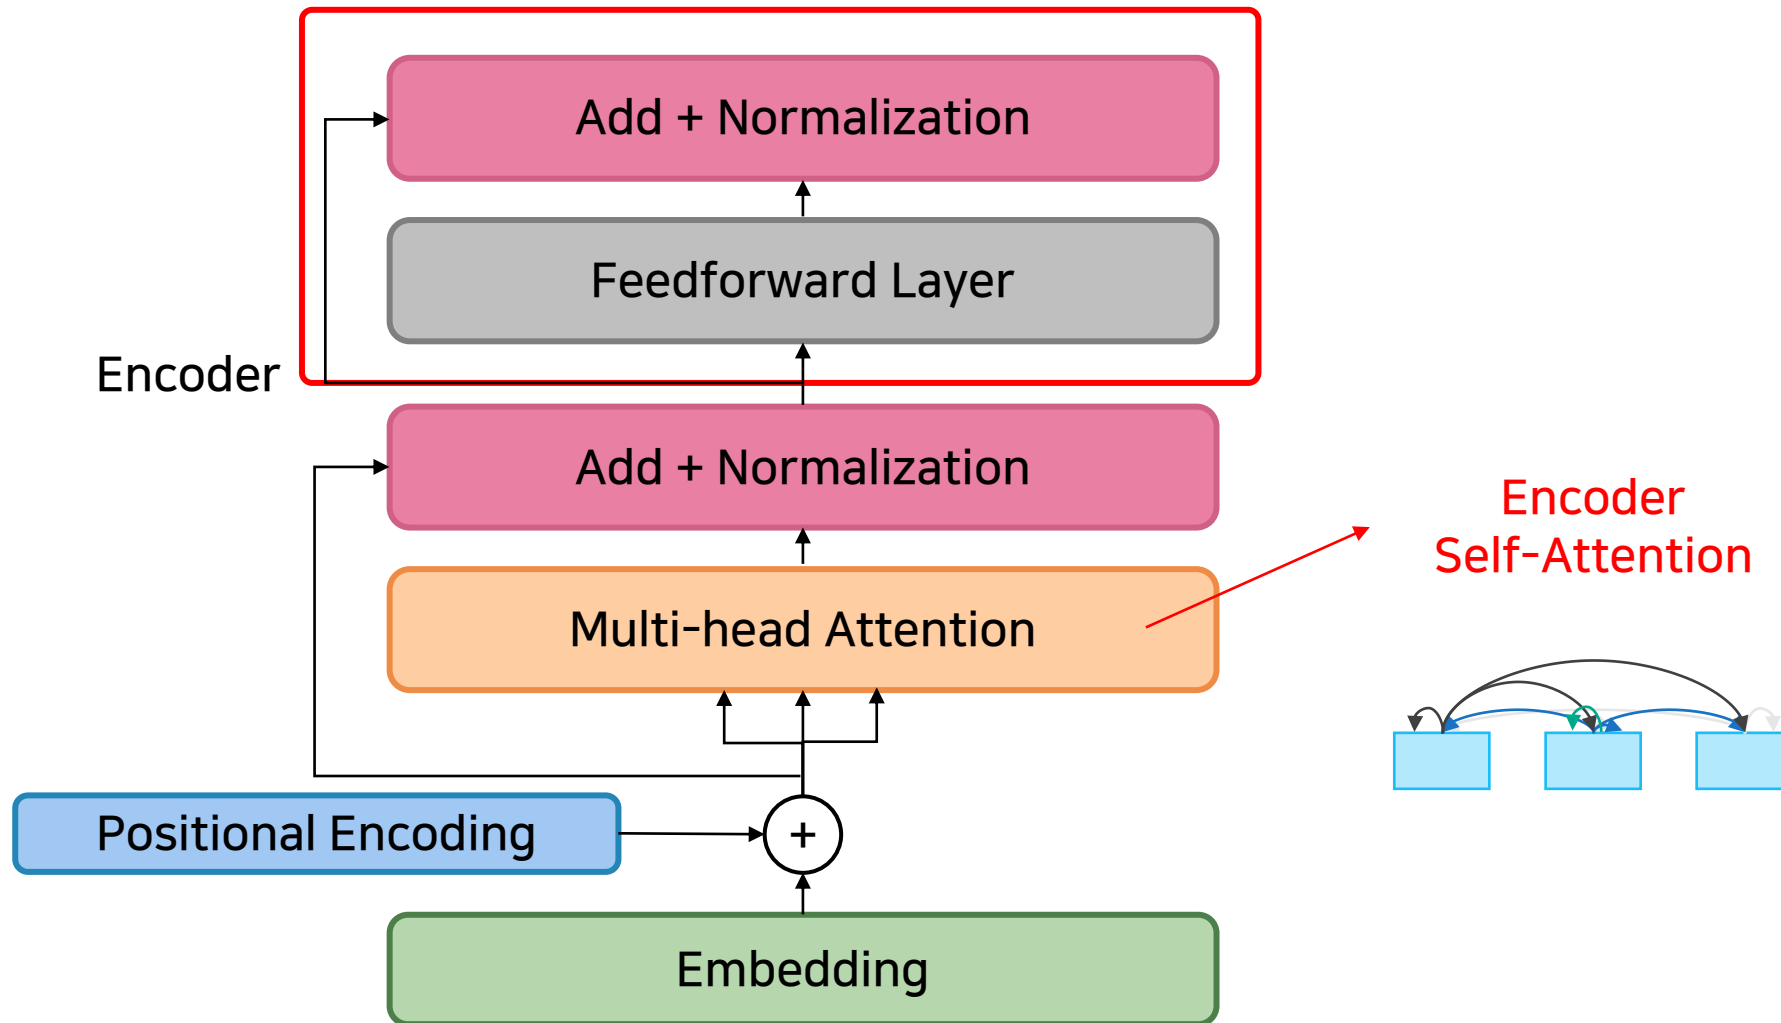 Add + Normalization
Feedforward Layer
Encoder
Add + Normalization
Encoder
Self-Attention
Multi-head Attention
Positional Encoding
+
Embedding